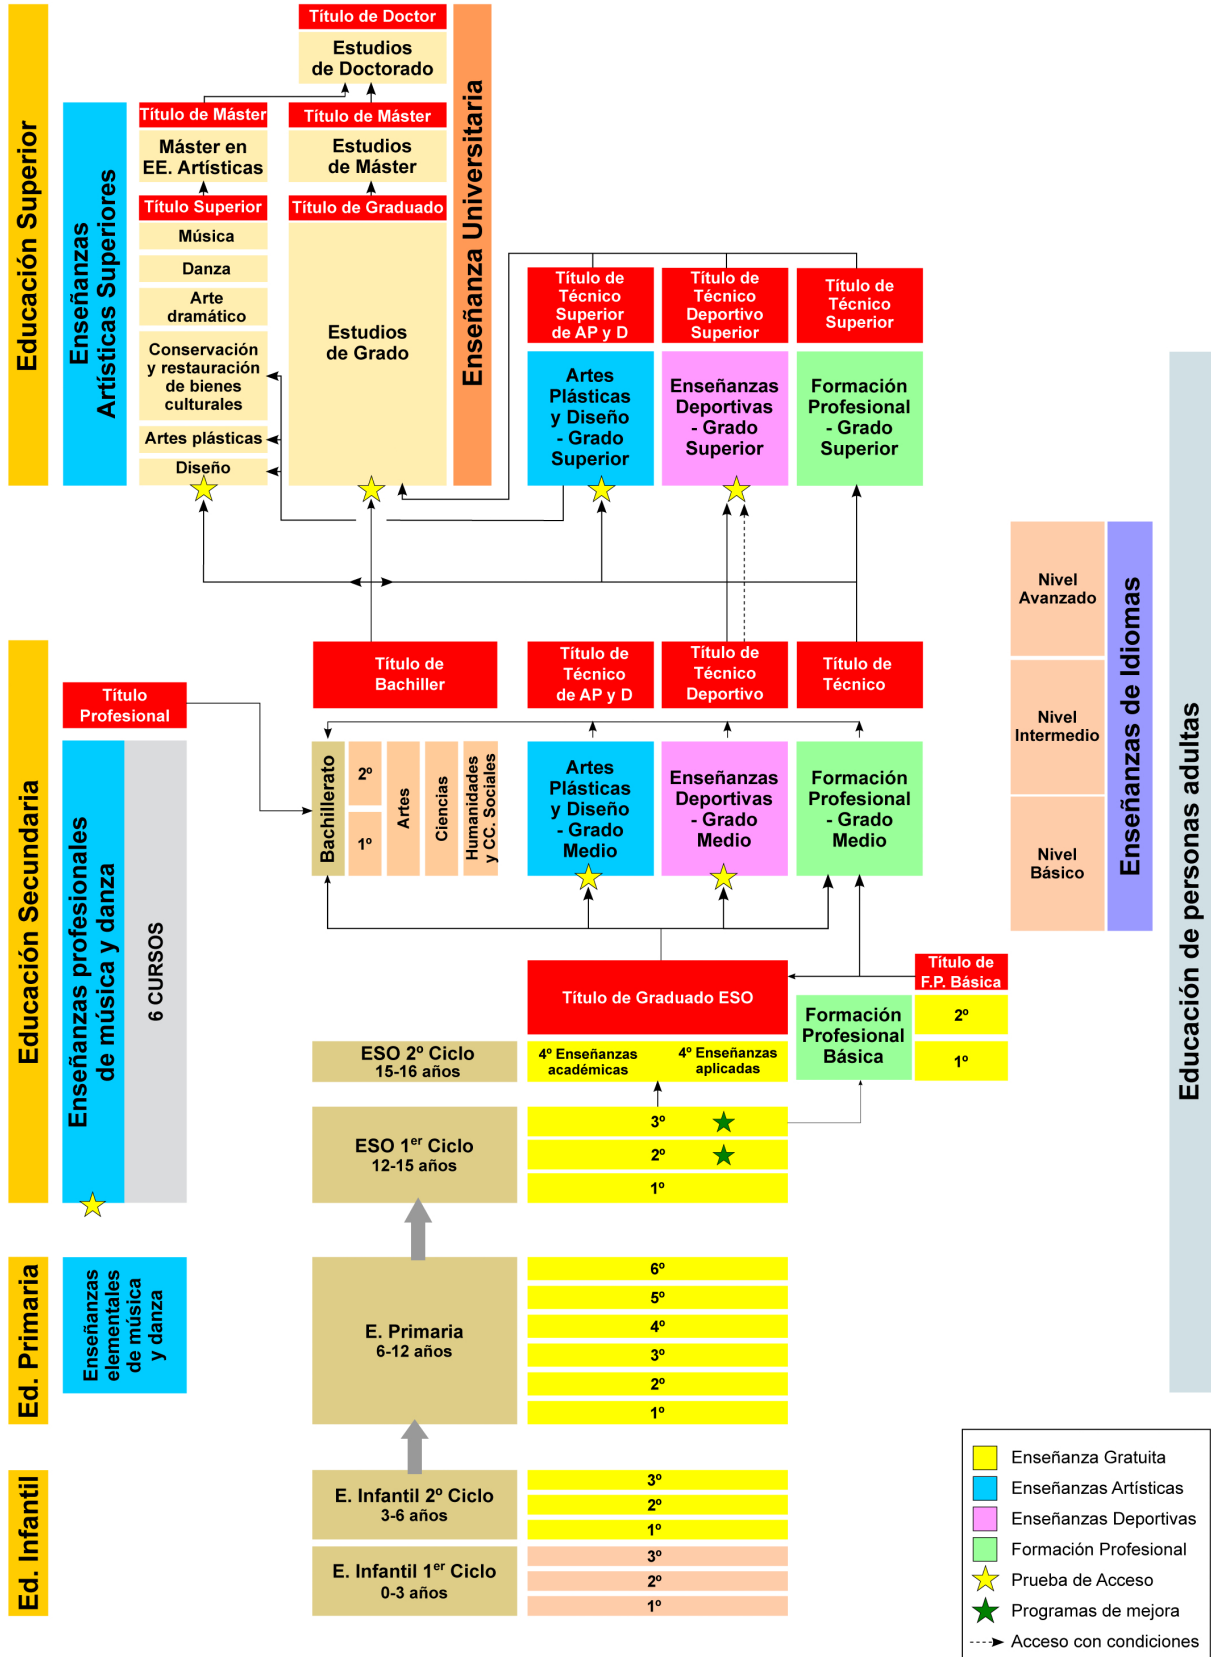 Educación Superior
Enseñanzas
Artísticas Superiores
Título de Doctor
Estudios
de Doctorado
Título de Máster
Máster en
EE. Artísticas
Título Superior
Música
Danza
Arte
dramático
Conservación
y restauración
de bienes
culturales
Artes plásticas
Diseño
Título de Máster
Estudios
de Máster
Título de Graduado
Estudios
de Grado
Enseñanza Universitaria
Título de
Técnico
Superior
de AP y D
Título de
Técnico
Deportivo
Superior
Título de
Técnico
Superior
Artes
Plásticas
y Diseño
- Grado
Superior
Enseñanzas
Deportivas
- Grado
Superior
Formación
Profesional
- Grado
Superior
Nivel
Avanzado
Nivel
Intermedio
Nivel
Básico
Enseñanzas de Idiomas
Educación de personas adultas
Educación Secundaria
Título
Profesional
Enseñanzas profesionales
de música y danza
6 CURSOS
Título de
Bachiller
Título de
Técnico
de AP y D
Título de
Técnico
Deportivo
Título de
Técnico
Bachillerato
2º
1º
Artes
Ciencias
Humanidades
y CC. Sociales
Artes
Plásticas
y Diseño
- Grado
Medio
Enseñanzas
Deportivas
- Grado
Medio
Formación
Profesional
- Grado
Medio
Título de Graduado ESO
Título de
F.P. Básica
Formación
Profesional
Básica
2º
1º
ESO 2º Ciclo
15-16 años
4º Enseñanzas
académicas
4º Enseñanzas
aplicadas
ESO 1er Ciclo
12-15 años
3º
2º
1º
Ed. Primaria
Enseñanzas
elementales
de música
y danza
E. Primaria
6-12 años
6º
5º
4º
3º
2º
1º
Ed. Infantil
E. Infantil 2º Ciclo
3-6 años
3º
2º
1º
E. Infantil 1er Ciclo
0-3 años
3º
2º
1º
Enseñanza Gratuita
Enseñanzas Artísticas
Enseñanzas Deportivas
Formación Profesional
Prueba de Acceso
Programas de mejora
Acceso con condiciones